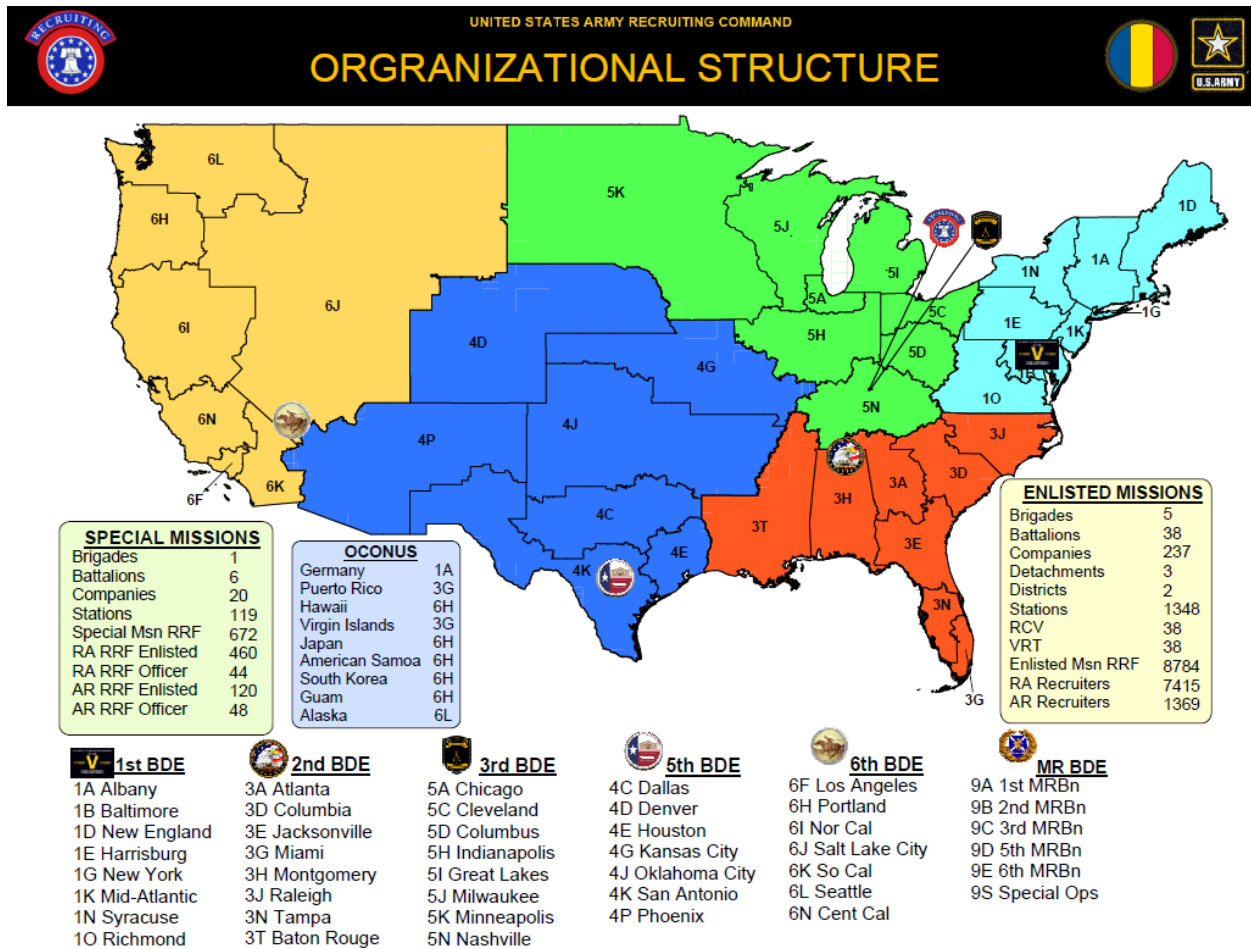 RECRUITING
UNITED STATES ARMY RECRUITING COMMAND
ORGRANIZATIONAL STRUCTURE
U.S.ARMY
6L
5K
1D
6H
5J
1N
1A
5I
6J
5A
1G
6I
5C
1E
1K
5H
4D
5D
4G
V
1B
1O
5N
6N
4J
3J
4P
6F
6K
3D
3A
3H
4C
3T
3E
4E
4K
3N
3G
SPECIAL MISSIONS
Brigades 1
Battalions 6
Companies 20
Stations 119
Special Msn RRF 672
RA RRF Enlisted 460
RA RRF Officer 44
AR RRF Enlisted 120
AR RRF Officer 48
OCONUS
Germany 1A
Puerto Rico 3G
Hawaii 6H
Virgin Islands 3G
Japan 6H
American Samoa 6H
South Korea 6H
Guam 6H
Alaska 6L
ENLISTED MISSIONS
Brigades 5
Battalions 38
Companies 237
Detachments 3
Districts 2
Stations 1348
RCV 38
VRT 38
Enlisted Msn RRF 8784
RA Recruiters 7415
AR Recruiters 1369
1st BDE
1A Albany
1B Baltimore
1D New England
1E Harrisburg
1G New York
1K Mid-Atlantic
1N Syracuse
1O Richmond
2nd BDE
3A Atlanta
3D Columbia
3E Jacksonville
3G Miami
3H Montgomery
3J Raleigh
3N Tampa
3T Baton Rouge
3rd BDE
5A Chicago
5C Cleveland
5D Columbus
5H Indianapolis
5I Great Lakes
5J Milwaukee
5K Minneapolis
5N Nashville
5th BDE
4C Dallas
4D Denver
4E Houston
4G Kansas City
4J Oklahoma City
4K San Antonio
4P Phoenix
6th BDE
6F Los Angeles
6H Portland
6I Nor Cal
6J Salt Lake City
6K So Cal
6L Seattle
6N Cent Cal
MR BDE
9A 1st MRBn
9B 2nd MRBn
9C 3rd MRBn
9D 5th MRBn
9E 6th MRBn
9S Special Ops